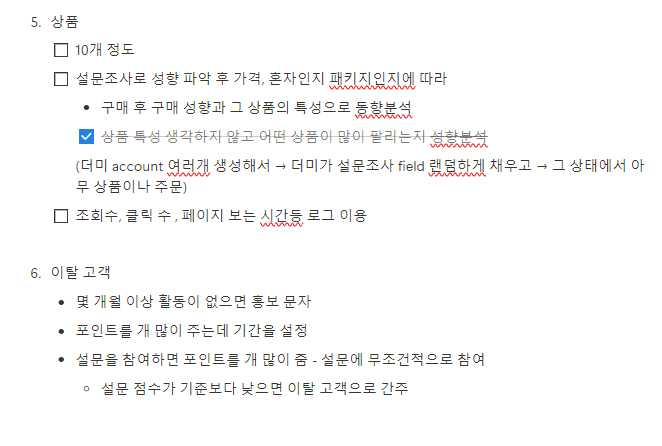 5. 상품
10개 정도
설문조사로 성향 파악 후 가격, 혼자인지 패키지인지에 따라
구매 후 구매 성향과 그 상품의 특성으로 동향분석
상품 특성 생각하지 않고 어떤 상품이 많이 팔리는지 성향분석
(더미 account 여러개 생성해서 → 더미가 설문조사 field 랜덤하게 채우고 → 그 상태에서 아
무 상품이나 주문)
조회수, 클릭 수 , 페이지 보는 시간등 로그 이용
6. 이탈 고객
몇 개월 이상 활동이 없으면 홍보 문자
포인트를 개 많이 주는데 기간을 설정
설문을 참여하면 포인트를 개 많이 줌 - 설문에 무조건적으로 참여
설문 점수가 기준보다 낮으면 이탈 고객으로 간주